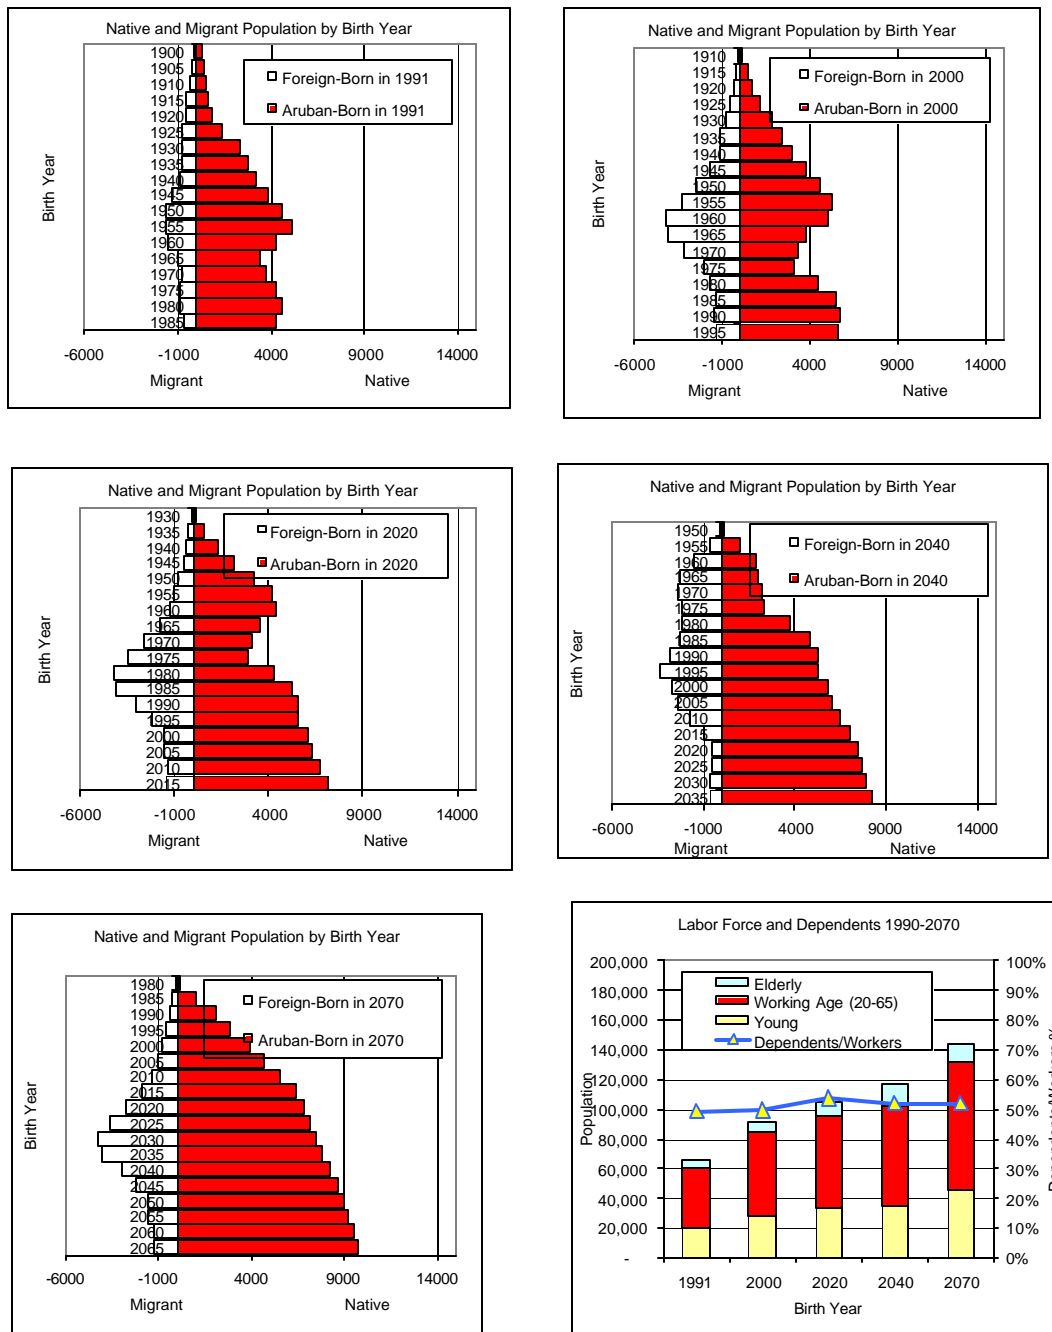 Native and Migrant Population by Birth Year
Birth Year
1900
1905
1910
1915
1920
1925
1930
1935
1940
1945
1950
1955
1960
1965
1970
1975
1980
1985
Foreign-Born in 1991
Aruban-Born in 1991
-6000 -1000 4000 9000 14000
Migrant Native
Native and Migrant Population by Birth Year
Birth Year
1910
1915
1920
1925
1930
1935
1940
1945
1950
1955
1960
1965
1970
1975
1980
1985
1990
1995
Foreign-Born in 2000
Aruban-Born in 2000
-6000 -1000 4000 9000 14000
Migrant Native
Native and Migrant Population by Birth Year
Birth Year
1930
1935
1940
1945
1950
1955
1960
1965
1970
1975
1980
1985
1990
1995
2000
2005
2010
2015
Foreign-Born in 2020
Aruban-Born in 2020
-6000 -1000 4000 9000 14000
Migrant Native
Native and Migrant Population by Birth Year
Birth Year
1950
1955
1960
1965
1970
1975
1980
1985
1990
1995
2000
2005
2010
2015
2020
2025
2030
2035
Foreign-Born in 2040
Aruban-Born in 2040
-6000 -1000 4000 9000 14000
Migrant Native
Native and Migrant Population by Birth Year
Birth Year
1980
1985
1990
1995
2000
2005
2010
2015
2020
2025
2030
2035
2040
2045
2050
2055
2060
2065
Foreign-Born in 2070
Aruban-Born in 2070
-6000 -1000 4000 9000 14000
Migrant Native
Labor Force and Dependents 1990-2070
Population
200,000
180,000
160,000
140,000
120,000
100,000
80,000
60,000
40,000
20,000
-
Elderly
Working Age (20-65)
Young
Dependents/Workers
100%
90%
80%
70%
60%
50%
40%
30%
20%
10%
0%
1991 2000 2020 2040 2070
Birth Year